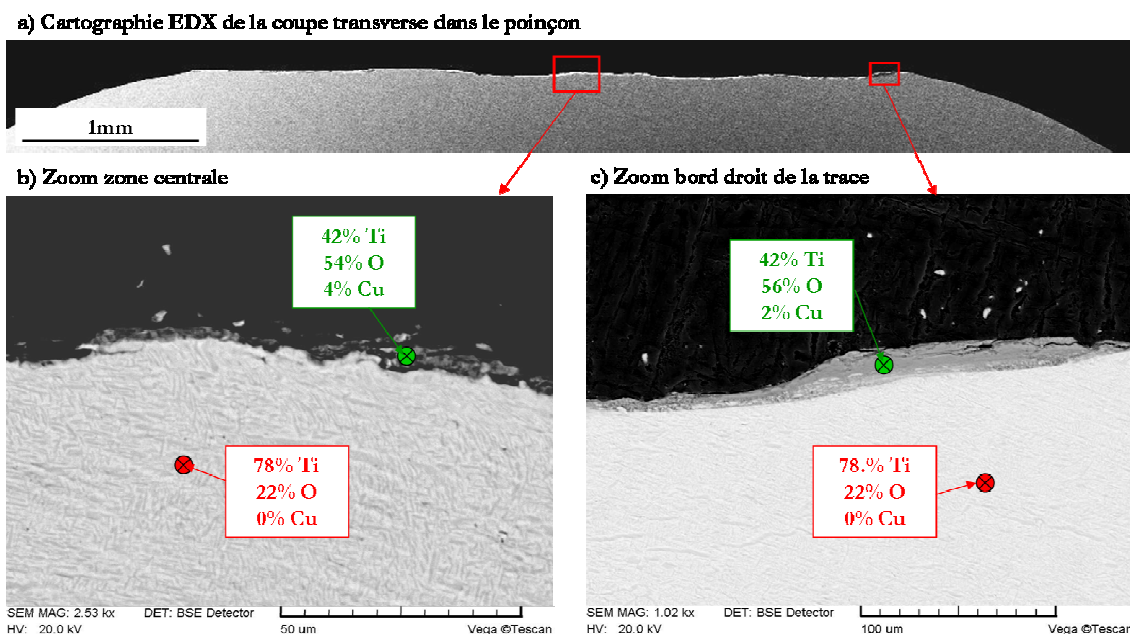 a) Cartographie EDX de la coupe transverse dans le poinçon
1mm
b) Zoom zone centrale
c) Zoom bord droit de la trace
42% Ti
54% O
4% Cu
78% Ti
22% O
0% Cu
42% Ti
56% O
2% Cu
78.% Ti
22% O
0% Cu
SEM MAG: 2.53 kx DET: BSE Detector
HV: 20.0 kV 50 um Vega ©Tescan
SEM MAG: 1.02 kx DET: BSE Detector
HV: 20.0 kV 100 um Vega ©Tescan